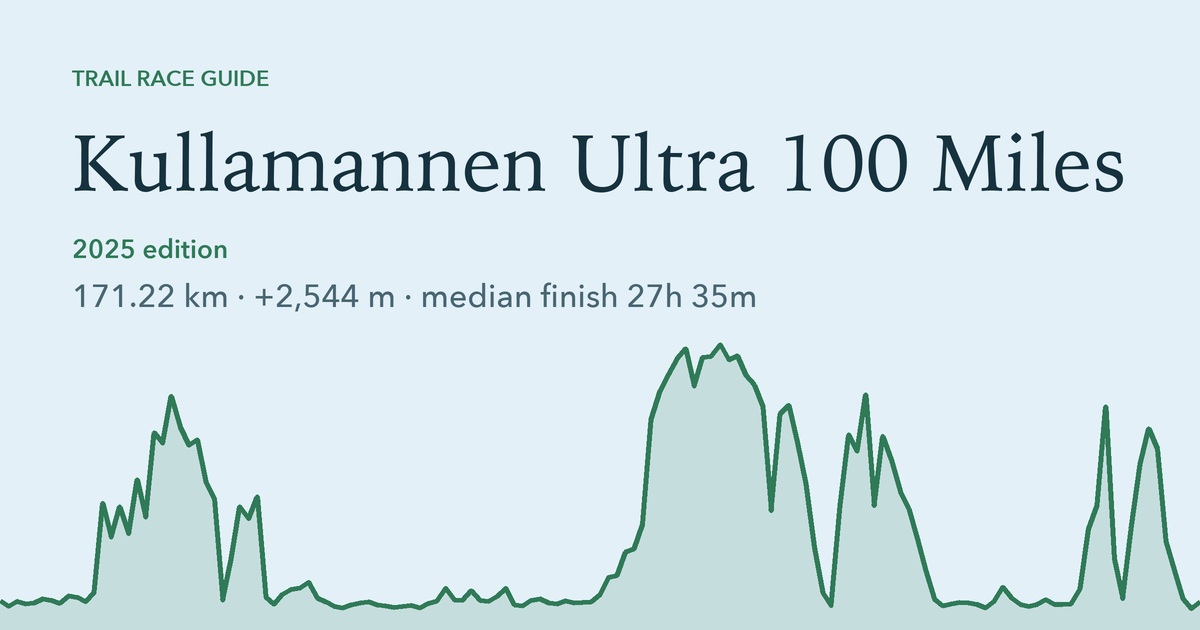 TRAIL RACE GUIDE
Kullamannen Ultra 100 Miles
2025 edition
171.22 km · +2,544 m · median finish 27h 35m